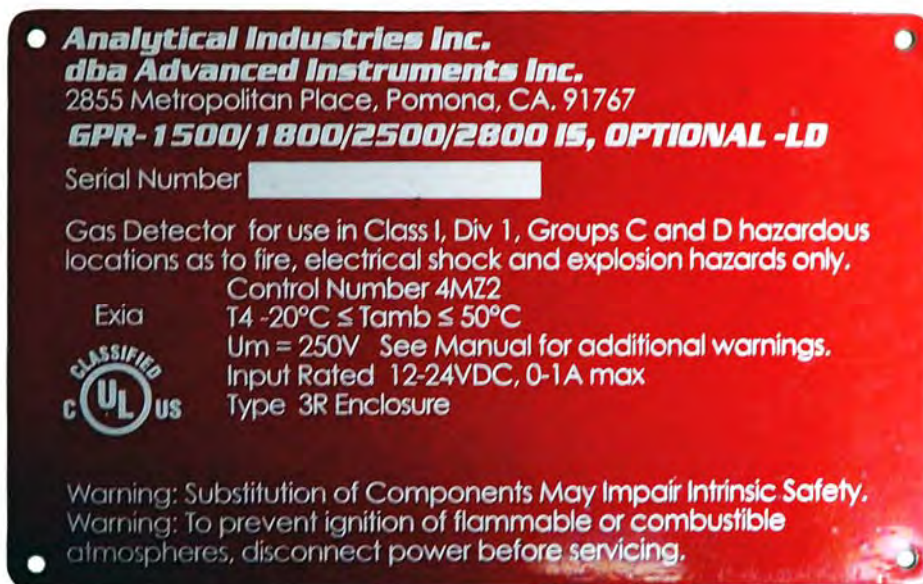 Analytical Industries Inc.
dba Advanced Instruments Inc.
2855 Metropolitan Place, Pomona, CA. 91767
GPR-1500/1800/2500/2800 IS, OPTIONAL -LD
Serial Number
Gas Detector for use in Class I, Div 1, Groups C and D hazardous
locations as to fire, electrical shock and explosion hazards only.
Control Number 4MZ2
Exia T4 -20°C ≤ Tamb ≤ 50°C
Um = 250V See Manual for additional warnings.
CLASSIFIED
C UL US
Input Rated 12-24VDC, 0-1A max
Type 3R Enclosure
Warning: Substitution of Components May Impair Intrinsic Safety.
Warning: To prevent ignition of flammable or combustible
atmospheres, disconnect power before servicing.